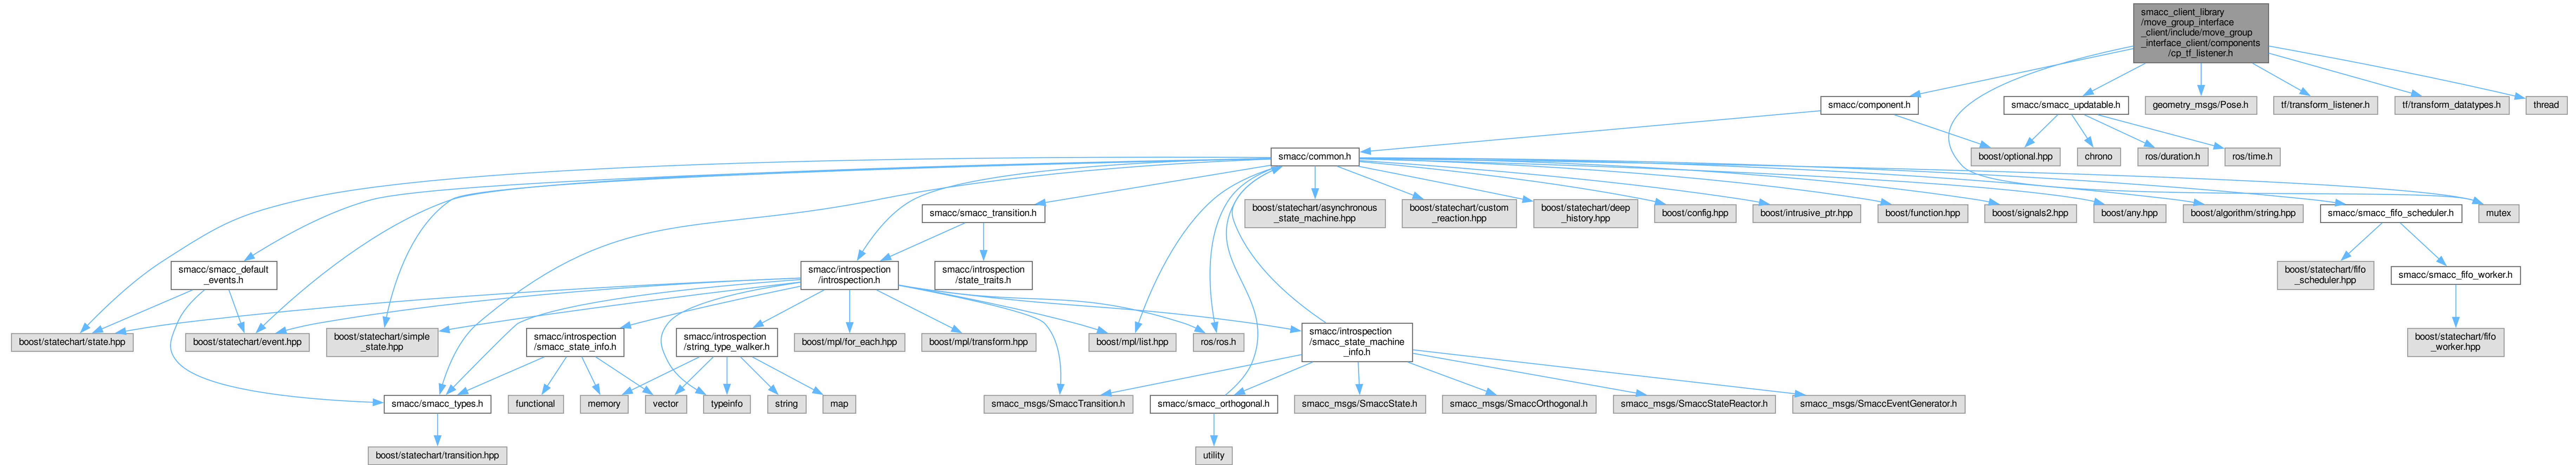 smacc_client_library
/move_group_interface
_client/include/move_group
_interface_client/components
/cp_tf_listener.h
smacc/component.h
smacc/smacc_updatable.h
geometry_msgs/Pose.h
tf/transform_listener.h
tf/transform_datatypes.h
thread
smacc/common.h
boost/optional.hpp
chrono
ros/duration.h
ros/time.h
smacc/smacc_transition.h
boost/statechart/asynchronous
_state_machine.hpp
boost/statechart/custom
_reaction.hpp
boost/statechart/deep
_history.hpp
boost/config.hpp
boost/intrusive_ptr.hpp
boost/function.hpp
boost/signals2.hpp
boost/any.hpp
boost/algorithm/string.hpp
smacc/smacc_fifo_scheduler.h
mutex
smacc/smacc_default
_events.h
smacc/introspection
/introspection.h
smacc/introspection
/state_traits.h
boost/statechart/fifo
_scheduler.hpp
smacc/smacc_fifo_worker.h
boost/statechart/state.hpp
boost/statechart/event.hpp
boost/statechart/simple
_state.hpp
smacc/introspection
/smacc_state_info.h
smacc/introspection
/string_type_walker.h
boost/mpl/for_each.hpp
boost/mpl/transform.hpp
boost/mpl/list.hpp
ros/ros.h
smacc/introspection
/smacc_state_machine
_info.h
boost/statechart/fifo
_worker.hpp
smacc/smacc_types.h
functional
memory
vector
typeinfo
string
map
smacc_msgs/SmaccTransition.h
smacc/smacc_orthogonal.h
smacc_msgs/SmaccState.h
smacc_msgs/SmaccOrthogonal.h
smacc_msgs/SmaccStateReactor.h
smacc_msgs/SmaccEventGenerator.h
boost/statechart/transition.hpp
utility